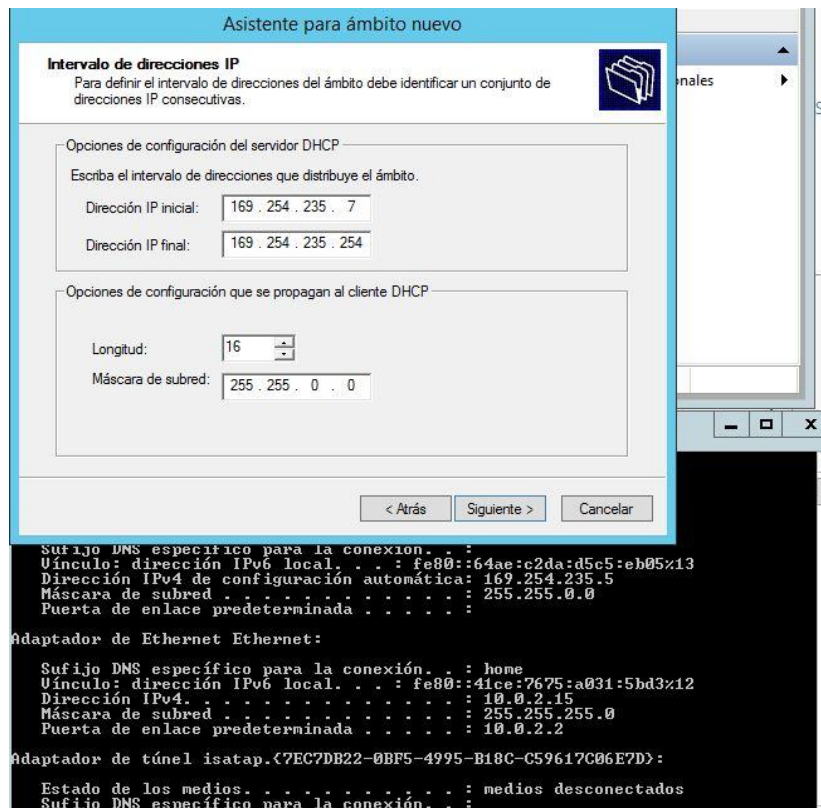 Asistente para ámbito nuevo
Intervalo de direcciones IP
Para definir el intervalo de direcciones del ámbito debe identificar un conjunto de
direcciones IP consecutivas.
nales
Opciones de configuración del servidor DHCP
Escriba el intervalo de direcciones que distribuye el ámbito.
Dirección IP inicial: 169 . 254 . 235 . 7
Dirección IP final: 169 . 254 . 235 . 254
Opciones de configuración que se propagan al cliente DHCP
Longitud: 16
Máscara de subred: 255 . 255 . 0 . 0
< Atrás Siguiente > Cancelar
Sufijo DNS específico para la conexión. . :
Vínculo: dirección IPv6 local. . . : fe80::64ae:c2da:d5c5:eb05%13
Dirección IPv4 de configuración automática: 169.254.235.5
Máscara de subred . . . . . . . . . . . . : 255.255.0.0
Puerta de enlace predeterminada . . . . . :
Adaptador de Ethernet Ethernet:
Sufijo DNS específico para la conexión. . : home
Vínculo: dirección IPv6 local. . . : fe80::41ce:7675:a031:5bd3%12
Dirección IPv4. . . . . . . . . . . . . . : 10.0.2.15
Máscara de subred . . . . . . . . . . . . : 255.255.255.0
Puerta de enlace predeterminada . . . . . : 10.0.2.2
Adaptador de túnel isatap.{7EC7DB22-0BF5-4995-B18C-C59617C06E7D}:
Estado de los medios. . . . . . . . . . . : medios desconectados
Sufijo DNS específico para la conexión. . :